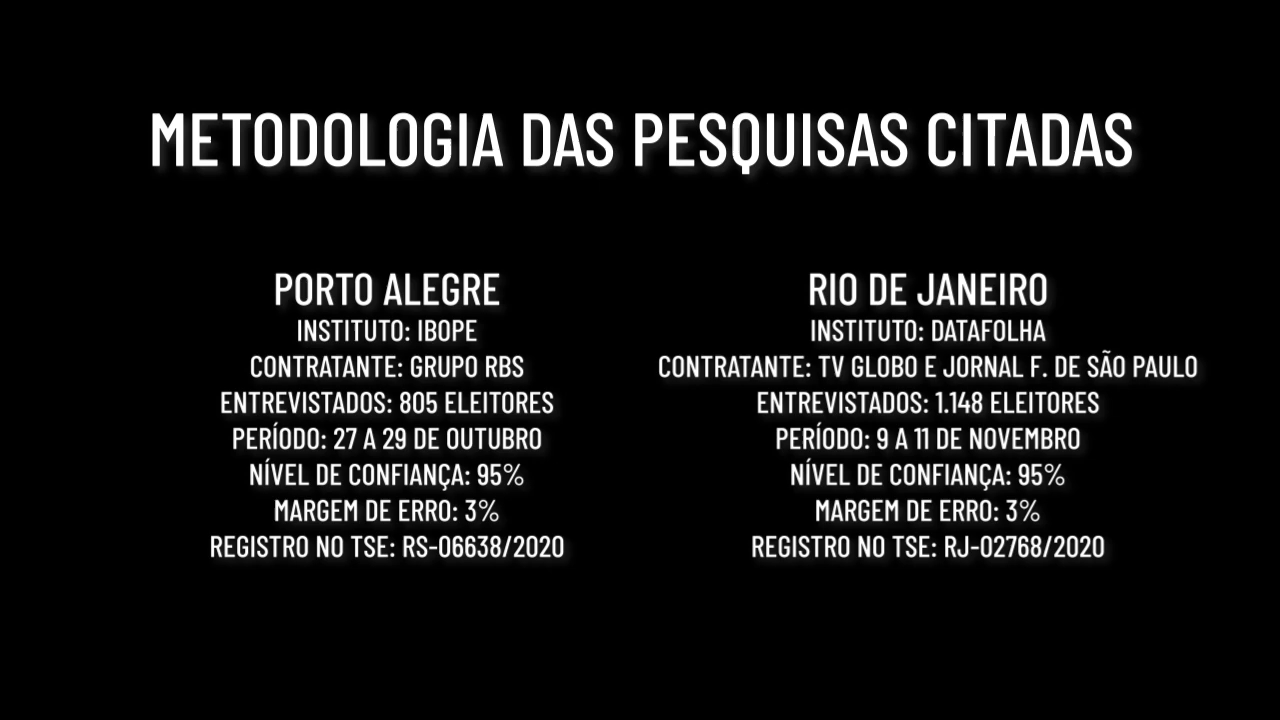 METODOLOGIA DAS PESQUISAS CITADAS
PORTO ALEGRE
INSTITUTO: IBOPE
CONTRATANTE: GRUPO RBS
ENTREVISTADOS: 805 ELEITORES
PERÍODO: 27 A 29 DE OUTUBRO
NÍVEL DE CONFIANÇA: 95%
MARGEM DE ERRO: 3%
REGISTRO NO TSE: RS-06638/2020
RIO DE JANEIRO
INSTITUTO: DATAFOLHA
CONTRATANTE: TV GLOBO E JORNAL F. DE SÃO PAULO
ENTREVISTADOS: 1.148 ELEITORES
PERÍODO: 9 A 11 DE NOVEMBRO
NÍVEL DE CONFIANÇA: 95%
MARGEM DE ERRO: 3%
REGISTRO NO TSE: RJ-02768/2020